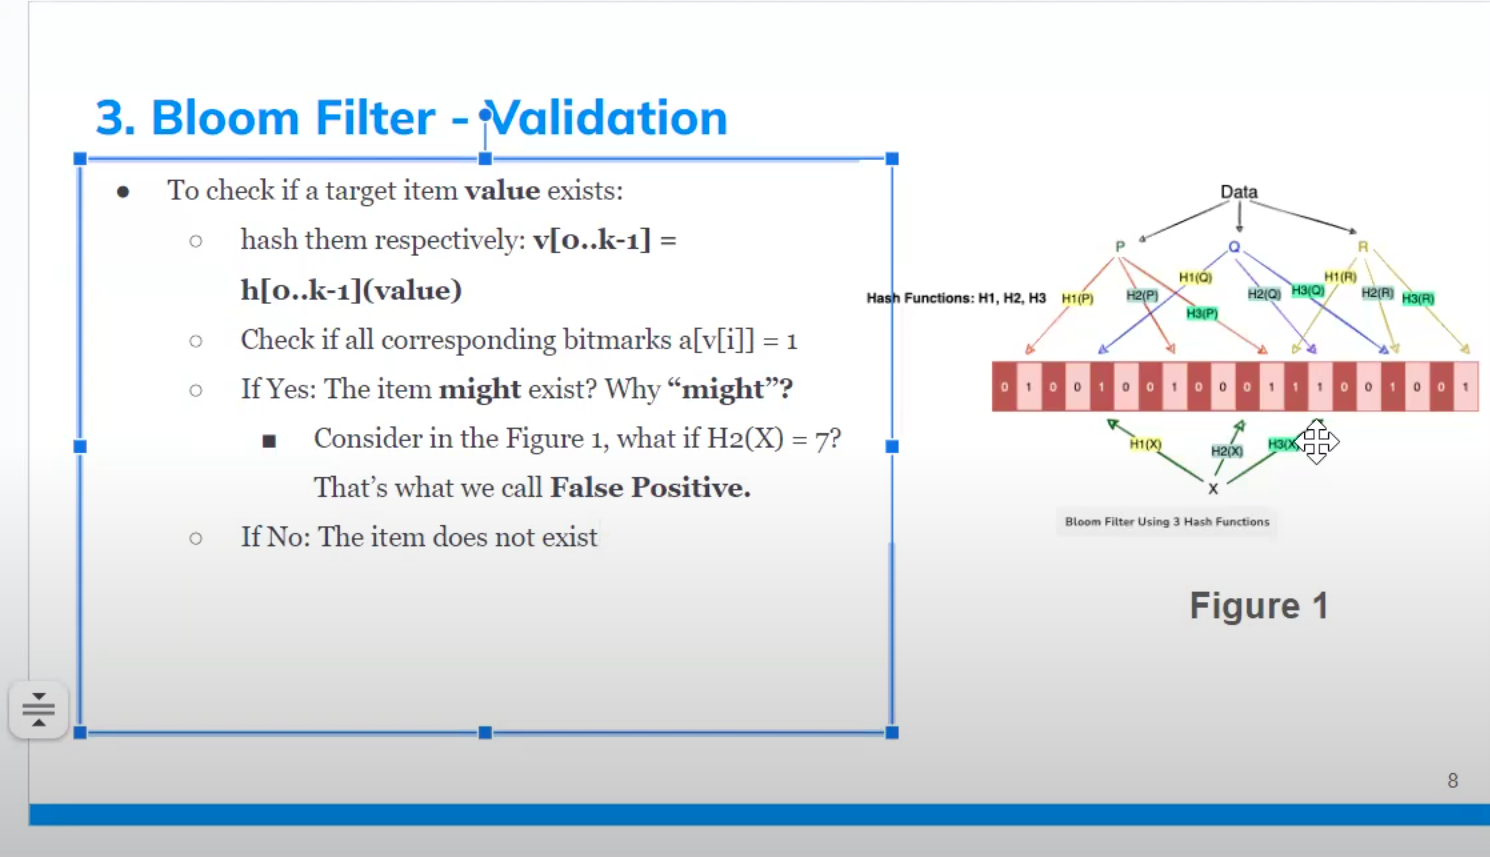 3. Bloom Filter - Validation
● To check if a target item value exists:
○ hash them respectively: v[0..k-1] =
h[0..k-1](value)
○ Check if all corresponding bitmarks a[v[i]] = 1
○ If Yes: The item might exist? Why “might”?
■ Consider in the Figure 1, what if H2(X) = 7?
That’s what we call False Positive.
○ If No: The item does not exist
Data
P Q R
Hash Functions: H1, H2, H3
H1(P) H2(P) H3(P) H1(Q) H2(Q) H3(Q) H1(R) H2(R) H3(R)
0 1 0 0 1 0 0 1 0 0 0 1 1 1 0 0 1 0 0 1
H1(X) H2(X) H3(X
X
Bloom Filter Using 3 Hash Functions
Figure 1
8